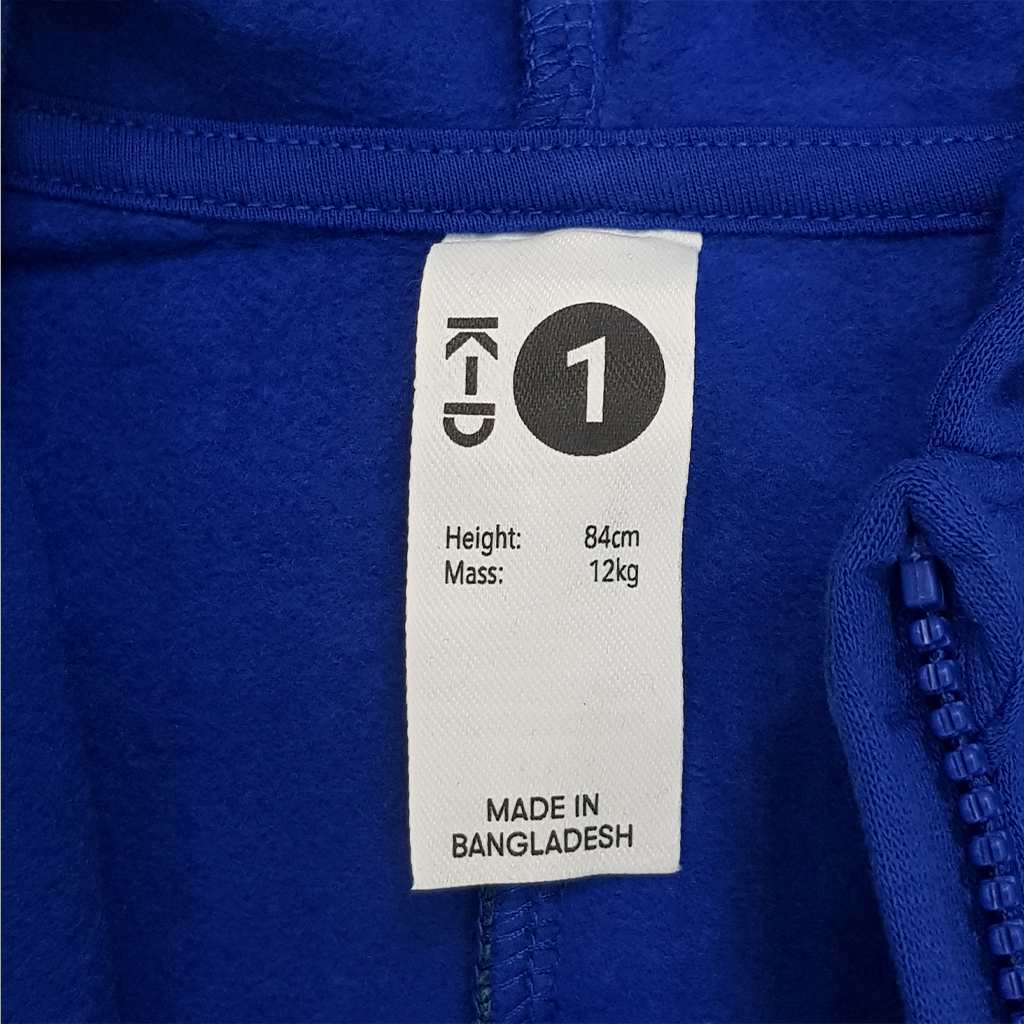 K-D
1
Height: 84cm
Mass: 12kg
MADE IN
BANGLADESH